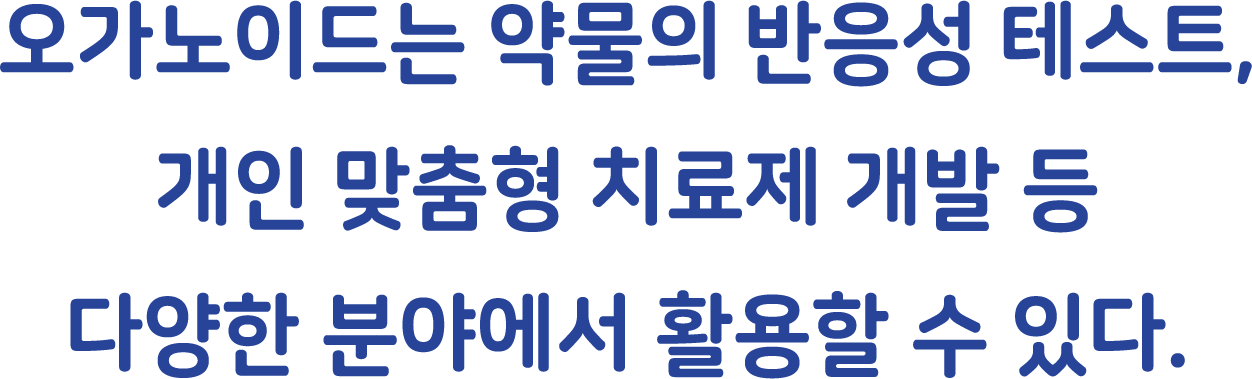 오가노이드는 약물의 반응성 테스트,
개인 맞춤형 치료제 개발 등
다양한 분야에서 활용할 수 있다.